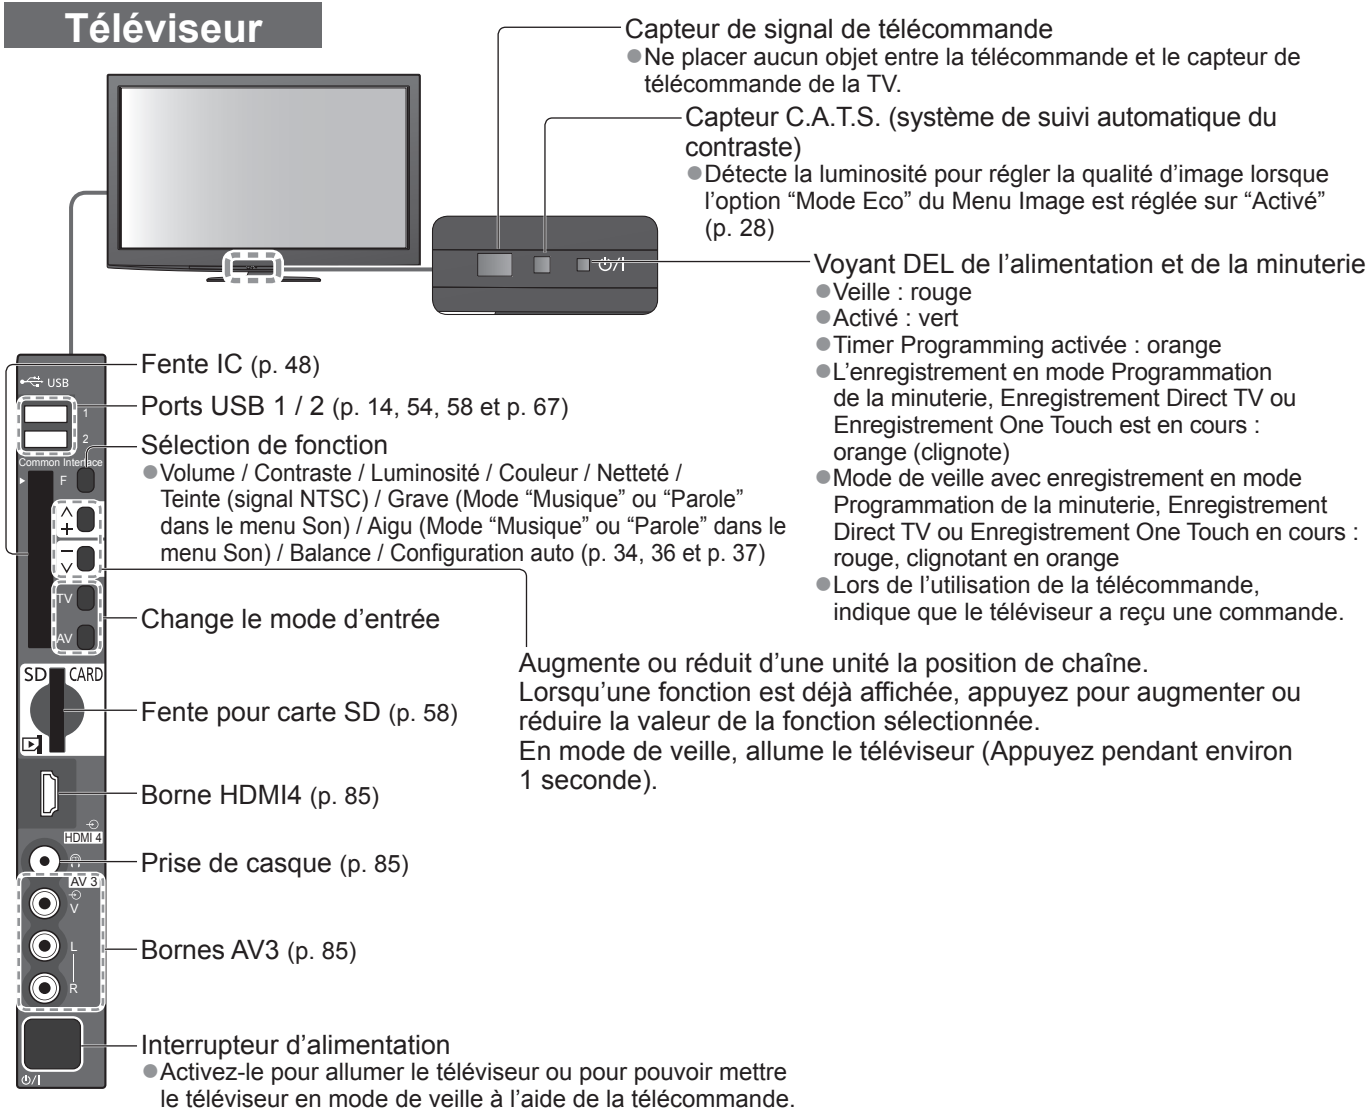 Téléviseur
Capteur de signal de télécommande
●Ne placer aucun objet entre la télécommande et le capteur de
télécommande de la TV.
Capteur C.A.T.S. (système de suivi automatique du
contraste)
●Détecte la luminosité pour régler la qualité d’image lorsque
l’option “Mode Eco” du Menu Image est réglée sur “Activé”
(p. 28)
Voyant DEL de l’alimentation et de la minuterie
●Veille : rouge
●Activé : vert
●Timer Programming activée : orange
●L’enregistrement en mode Programmation
de la minuterie, Enregistrement Direct TV ou
Enregistrement One Touch est en cours :
orange (clignote)
●Mode de veille avec enregistrement en mode
Programmation de la minuterie, Enregistrement
Direct TV ou Enregistrement One Touch en cours :
rouge, clignotant en orange
●Lors de l’utilisation de la télécommande,
indique que le téléviseur a reçu une commande.
⏻/I
Fente IC (p. 48)
Ports USB 1 / 2 (p. 14, 54, 58 et p. 67)
Sélection de fonction
●Volume / Contraste / Luminosité / Couleur / Netteté /
Teinte (signal NTSC) / Grave (Mode “Musique” ou “Parole”
dans le menu Son) / Aigu (Mode “Musique” ou “Parole” dans le
menu Son) / Balance / Configuration auto (p. 34, 36 et p. 37)
Change le mode d’entrée
Augmente ou réduit d’une unité la position de chaîne.
Lorsqu’une fonction est déjà affichée, appuyez pour augmenter ou
réduire la valeur de la fonction sélectionnée.
En mode de veille, allume le téléviseur (Appuyez pendant environ
1 seconde).
Fente pour carte SD (p. 58)
Borne HDMI4 (p. 85)
Prise de casque (p. 85)
Bornes AV3 (p. 85)
Interrupteur d’alimentation
●Activez-le pour allumer le téléviseur ou pour pouvoir mettre
le téléviseur en mode de veille à l’aide de la télécommande.
USB
1
2
Common Interface
F
+
−
TV
AV
SD CARD
HDMI 4
AV 3
V
L
R
⏻/I